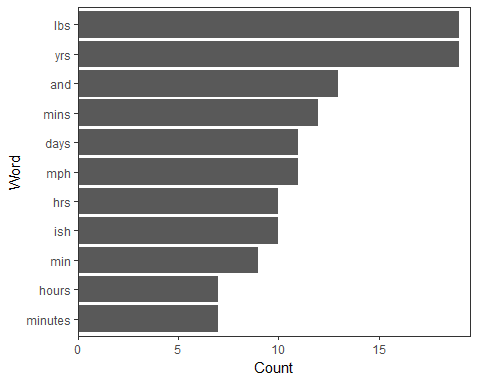 lbs
yrs
and
mins
days
mph
hrs
ish
min
hours
minutes
Word
0 5 10 15
Count